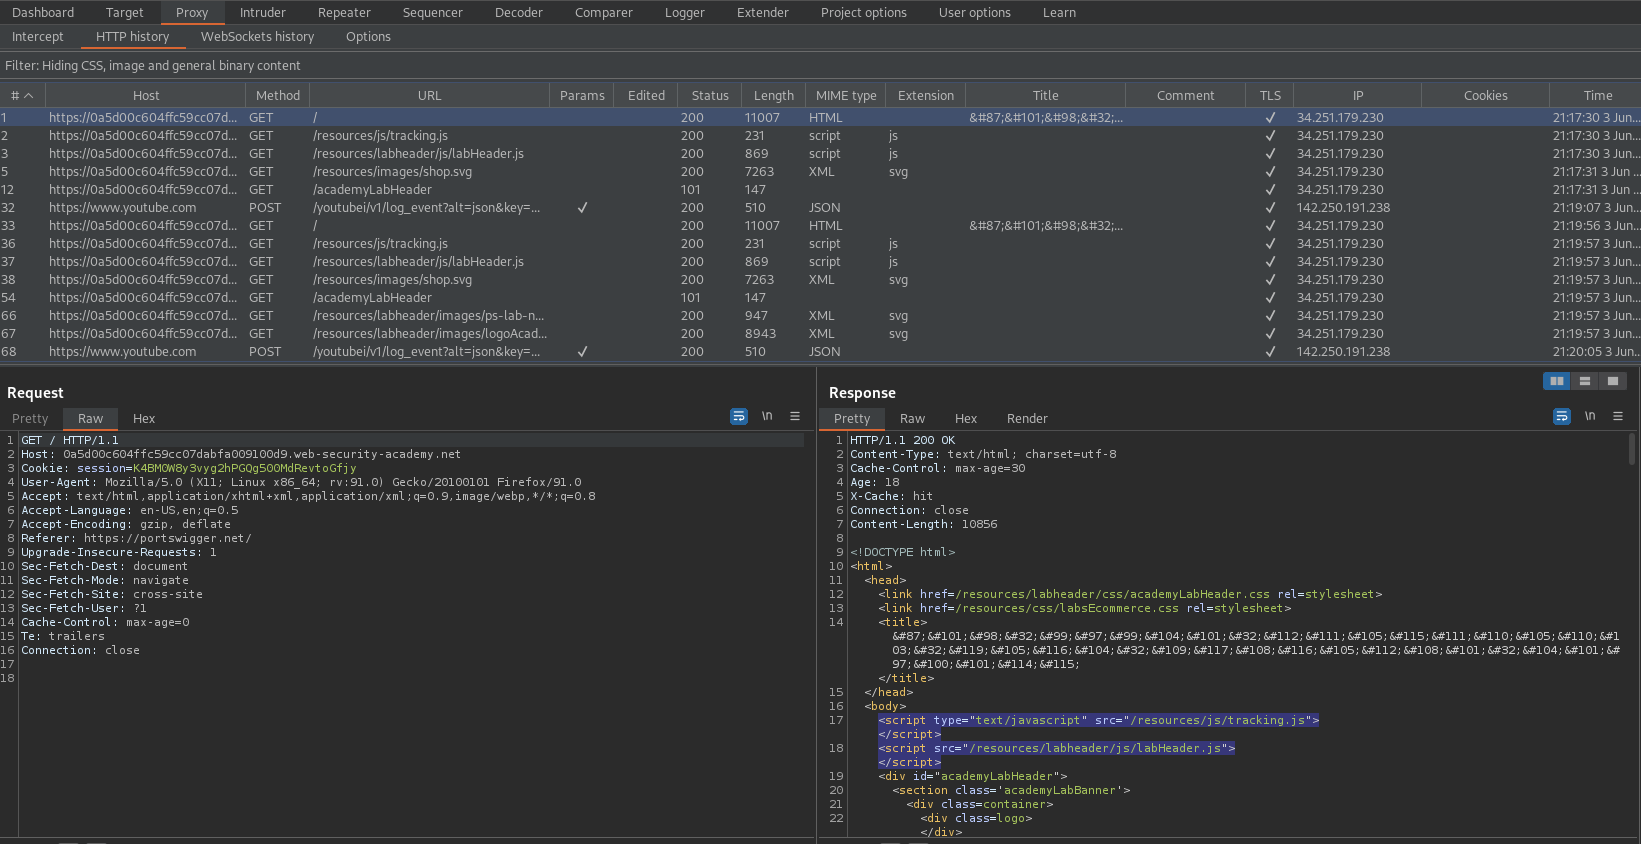 Dashboard Target Proxy Intruder Repeater Sequencer Decoder Comparer Logger Extender Project options User options Learn
Intercept HTTP history WebSockets history Options
Filter: Hiding CSS, image and general binary content
# Host Method URL Params Edited Status Length MIME type Extension Title Comment TLS IP Cookies Time
1 https://0a5d00c604ffc59cc07d... GET / 200 11007 HTML &#87;&#101;&#98;&#32;... ✓ 34.251.179.230 21:17:30 3 Jun...
2 https://0a5d00c604ffc59cc07d... GET /resources/js/tracking.js 200 231 script js ✓ 34.251.179.230 21:17:30 3 Jun...
3 https://0a5d00c604ffc59cc07d... GET /resources/labheader/js/labHeader.js 200 869 script js ✓ 34.251.179.230 21:17:30 3 Jun...
5 https://0a5d00c604ffc59cc07d... GET /resources/images/shop.svg 200 7263 XML svg ✓ 34.251.179.230 21:17:31 3 Jun ...
12 https://0a5d00c604ffc59cc07d... GET /academyLabHeader 101 147 ✓ 34.251.179.230 21:17:31 3 Jun ...
32 https://www.youtube.com POST /youtubei/v1/log_event?alt=json&key=... ✓ 200 510 JSON ✓ 142.250.191.238 21:19:07 3 Jun...
33 https://0a5d00c604ffc59cc07d... GET / 200 11007 HTML &#87;&#101;&#98;&#32;... ✓ 34.251.179.230 21:19:56 3 Jun...
36 https://0a5d00c604ffc59cc07d... GET /resources/js/tracking.js 200 231 script js ✓ 34.251.179.230 21:19:57 3 Jun...
37 https://0a5d00c604ffc59cc07d... GET /resources/labheader/js/labHeader.js 200 869 script js ✓ 34.251.179.230 21:19:57 3 Jun...
38 https://0a5d00c604ffc59cc07d... GET /resources/images/shop.svg 200 7263 XML svg ✓ 34.251.179.230 21:19:57 3 Jun...
54 https://0a5d00c604ffc59cc07d... GET /academyLabHeader 101 147 ✓ 34.251.179.230 21:19:57 3 Jun...
66 https://0a5d00c604ffc59cc07d... GET /resources/labheader/images/ps-lab-n... 200 947 XML svg ✓ 34.251.179.230 21:19:57 3 Jun...
67 https://0a5d00c604ffc59cc07d... GET /resources/labheader/images/logoAcad... 200 8943 XML svg ✓ 34.251.179.230 21:19:57 3 Jun...
68 https://www.youtube.com POST /youtubei/v1/log_event?alt=json&key=... ✓ 200 510 JSON ✓ 142.250.191.238 21:20:05 3 Jun...
Request
Pretty Raw Hex \n
1 GET / HTTP/1.1
2 Host: 0a5d00c604ffc59cc07dabfa009100d9.web-security-academy.net
3 Cookie: session=K4BM0W8y3vyg2hPGQg500MdRevtoGfjy
4 User-Agent: Mozilla/5.0 (X11; Linux x86_64; rv:91.0) Gecko/20100101 Firefox/91.0
5 Accept: text/html,application/xhtml+xml,application/xml;q=0.9,image/webp,*/*;q=0.8
6 Accept-Language: en-US,en;q=0.5
7 Accept-Encoding: gzip, deflate
8 Referer: https://portswigger.net/
9 Upgrade-Insecure-Requests: 1
10 Sec-Fetch-Dest: document
11 Sec-Fetch-Mode: navigate
12 Sec-Fetch-Site: cross-site
13 Sec-Fetch-User: ?1
14 Cache-Control: max-age=0
15 Te: trailers
16 Connection: close
17
18
Response
Pretty Raw Hex Render \n
1 HTTP/1.1 200 OK
2 Content-Type: text/html; charset=utf-8
3 Cache-Control: max-age=30
4 Age: 18
5 X-Cache: hit
6 Connection: close
7 Content-Length: 10856
8
9 <!DOCTYPE html>
10 <html>
11 <head>
12 <link href=/resources/labheader/css/academyLabHeader.css rel=stylesheet>
13 <link href=/resources/css/labsEcommerce.css rel=stylesheet>
14 <title>
&#87;&#101;&#98;&#32;&#99;&#97;&#99;&#104;&#101;&#32;&#112;&#111;&#105;&#115;&#111;&#110;&#105;&#110;&#1
03;&#32;&#119;&#105;&#116;&#104;&#32;&#109;&#117;&#108;&#116;&#105;&#112;&#108;&#101;&#32;&#104;&#101;&#
97;&#100;&#101;&#114;&#115;
</title>
15 </head>
16 <body>
17 <script type="text/javascript" src="/resources/js/tracking.js">
</script>
18 <script src="/resources/labheader/js/labHeader.js">
</script>
19 <div id="academyLabHeader">
20 <section class='academyLabBanner'>
21 <div class=container>
22 <div class=logo>
</div>